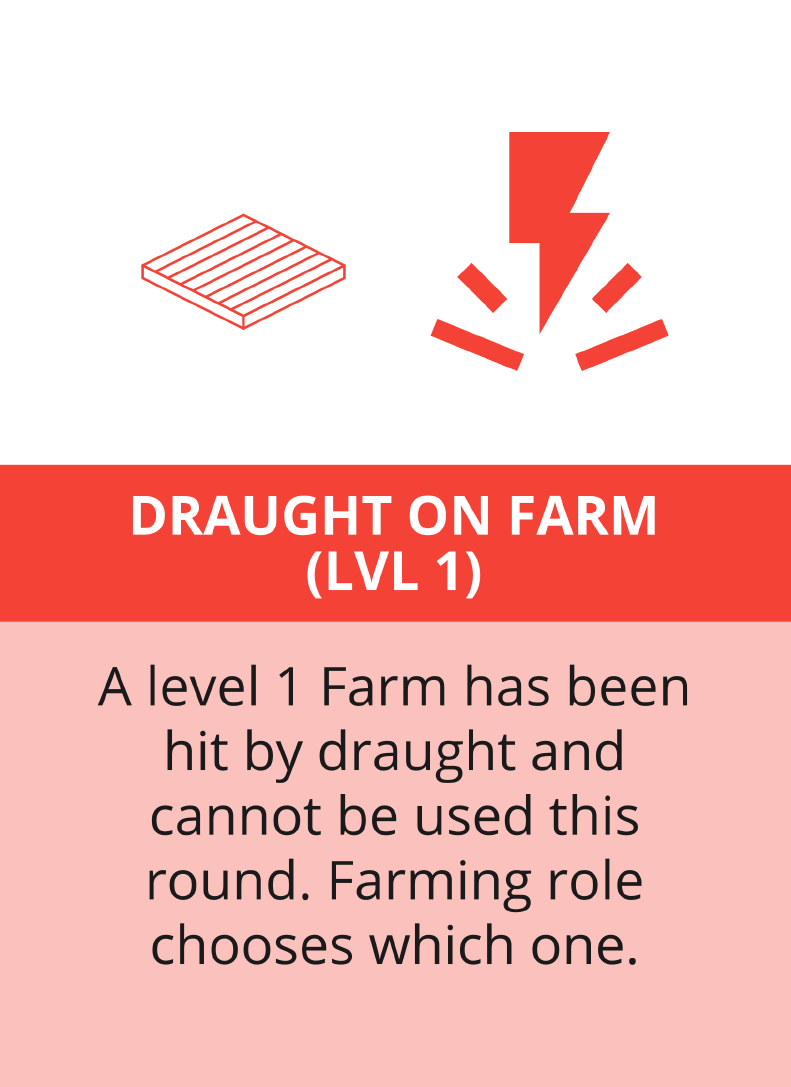 DRAUGHT ON FARM
(LVL 1)
A level 1 Farm has been
hit by draught and
cannot be used this
round. Farming role
chooses which one.